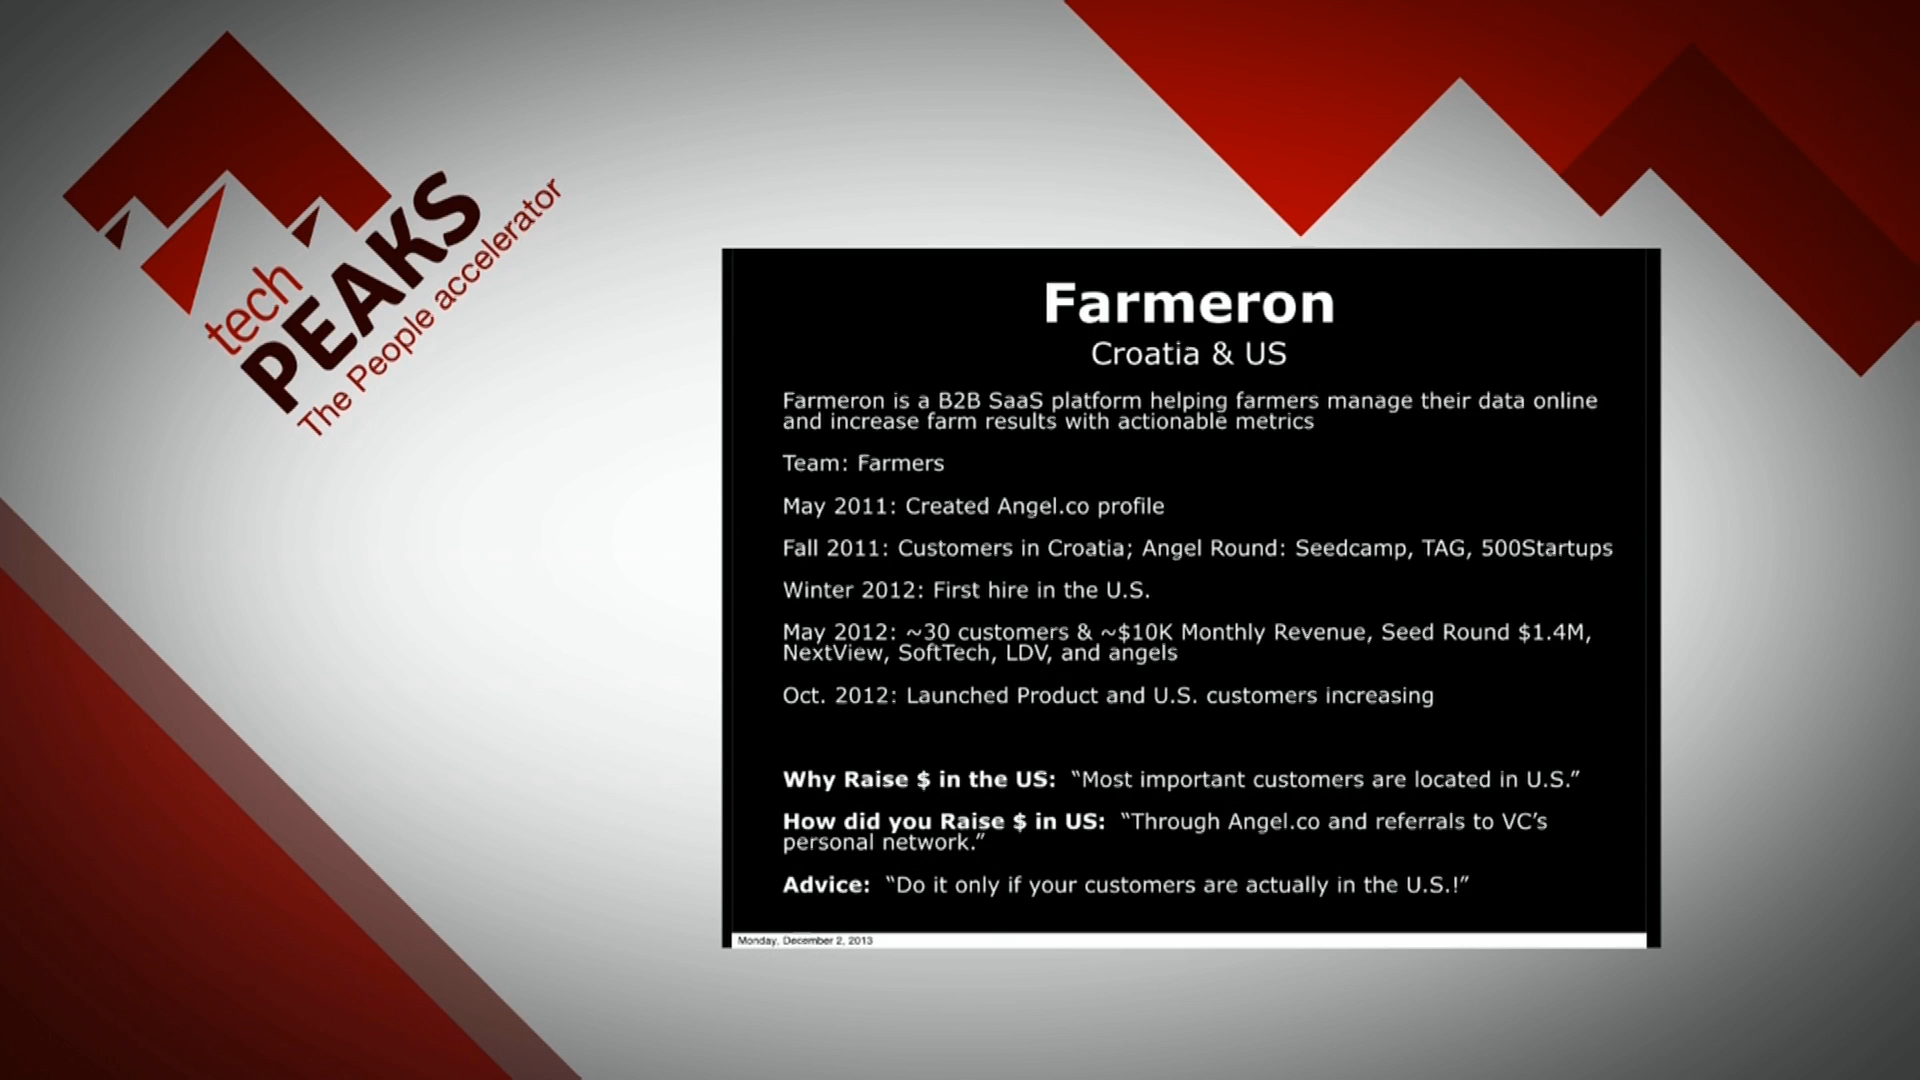 tech
PEAKS
The People accelerator
Farmeron
Croatia & US
Farmeron is a B2B SaaS platform helping farmers manage their data online
and increase farm results with actionable metrics
Team: Farmers
May 2011: Created Angel.co profile
Fall 2011: Customers in Croatia; Angel Round: Seedcamp, TAG, 500Startups
Winter 2012: First hire in the U.S.
May 2012: ~30 customers & ~$10K Monthly Revenue, Seed Round $1.4M,
NextView, SoftTech, LDV, and angels
Oct. 2012: Launched Product and U.S. customers increasing
Why Raise $ in the US: “Most important customers are located in U.S.”
How did you Raise $ in US: “Through Angel.co and referrals to VC’s
personal network.”
Advice: “Do it only if your customers are actually in the U.S.!”
Monday, December 2, 2013